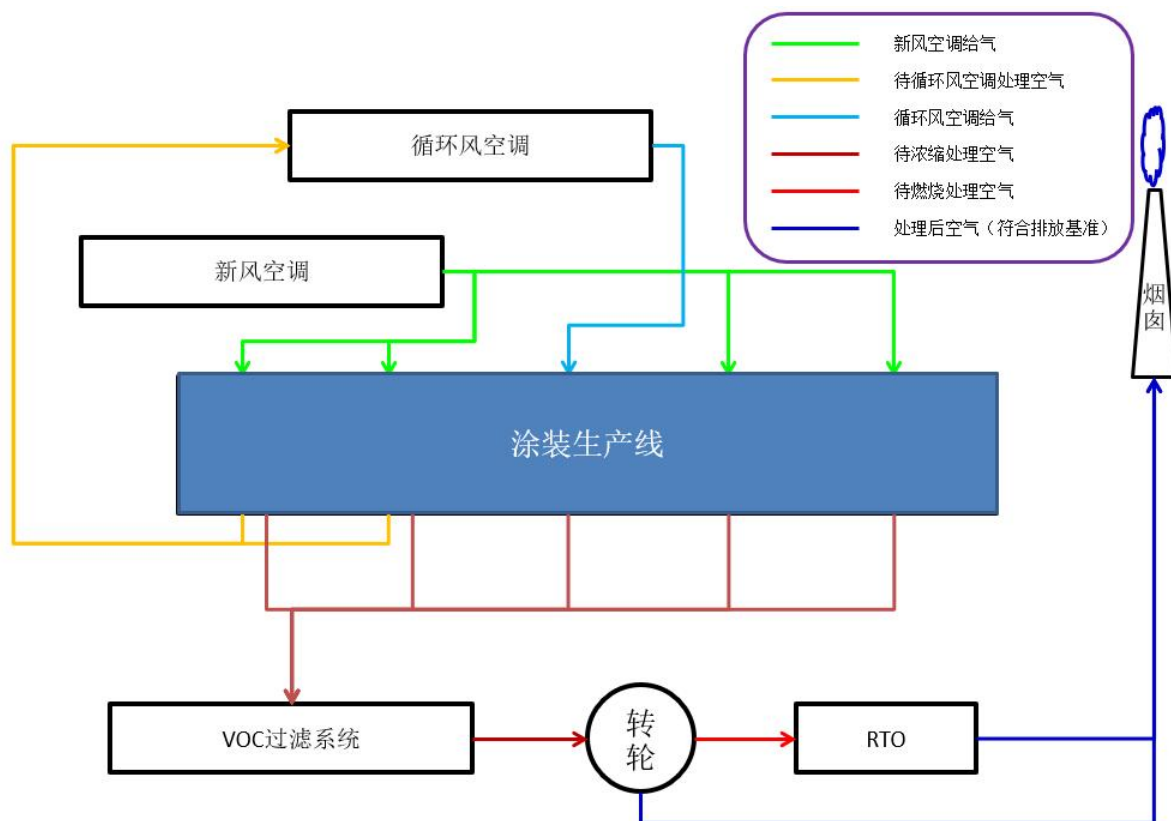 新风空调给气
待循环风空调处理空气
循环风空调给气
待浓缩处理空气
待燃烧处理空气
处理后空气（符合排放基准）
循环风空调
新风空调
烟囱
涂装生产线
VOC过滤系统
转轮
RTO